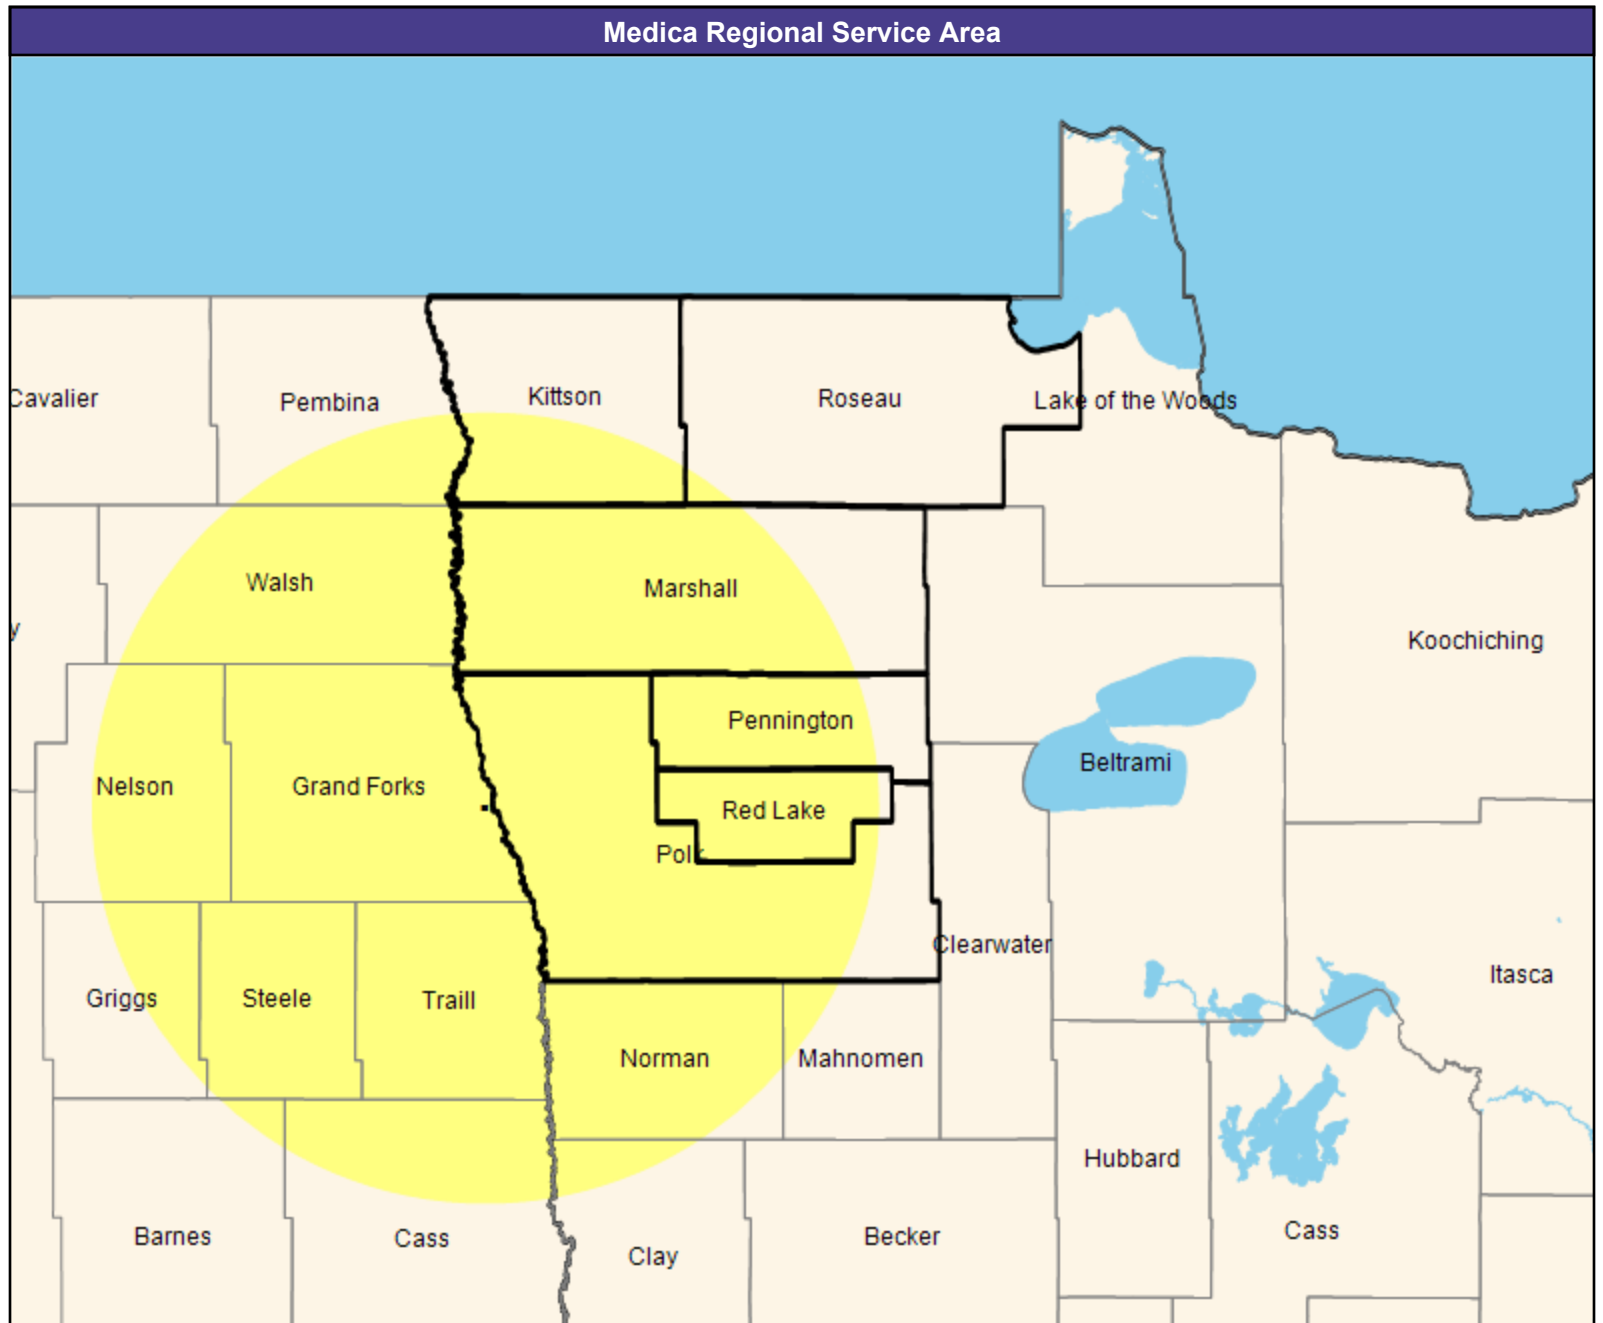 Medica Regional Service Area
Kittson
Cavalier
Pembina
Roseau
Lake of the Woods
Walsh
Marshall
y
Koochiching
Pennington
Beltrami
Nelson
Grand Forks
Red Lake
Polk
Clearwater
Itasca
Griggs
Steele
Traill
Norman
Mahnomen
Hubbard
Barnes
Cass
Clay
Becker
Cass